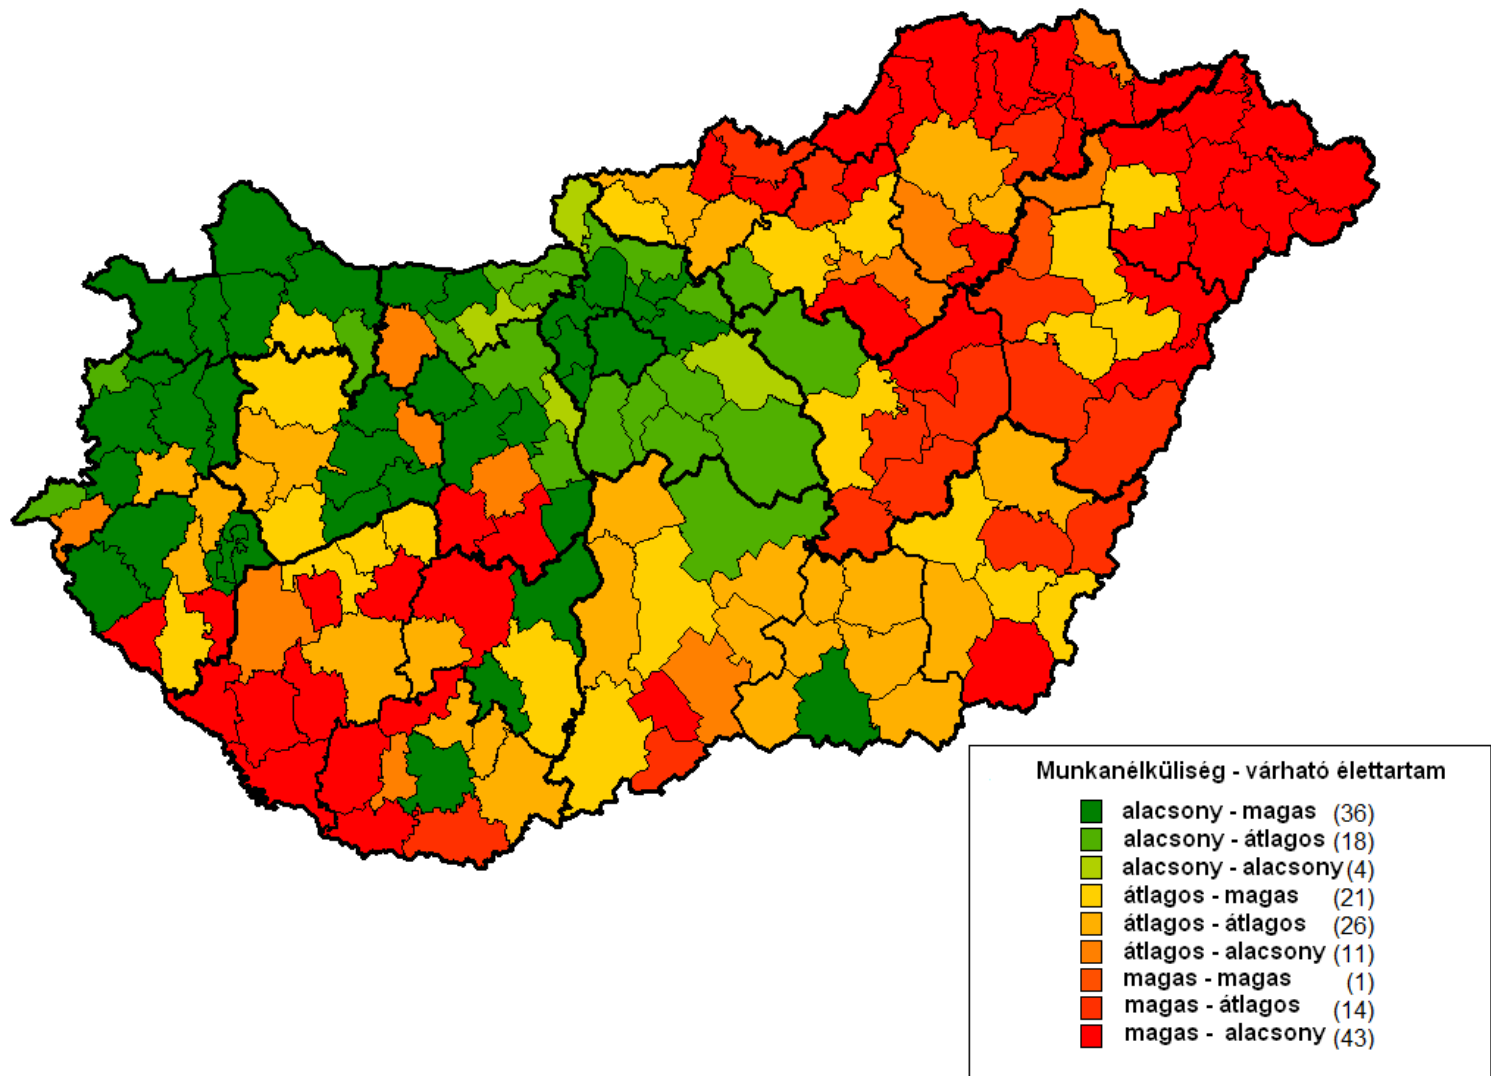 Munkanélküliség - várható élettartam
alacsony - magas (36)
alacsony - átlagos (18)
alacsony - alacsony (4)
átlagos - magas (21)
átlagos - átlagos (26)
átlagos - alacsony (11)
magas - magas (1)
magas - átlagos (14)
magas - alacsony (43)